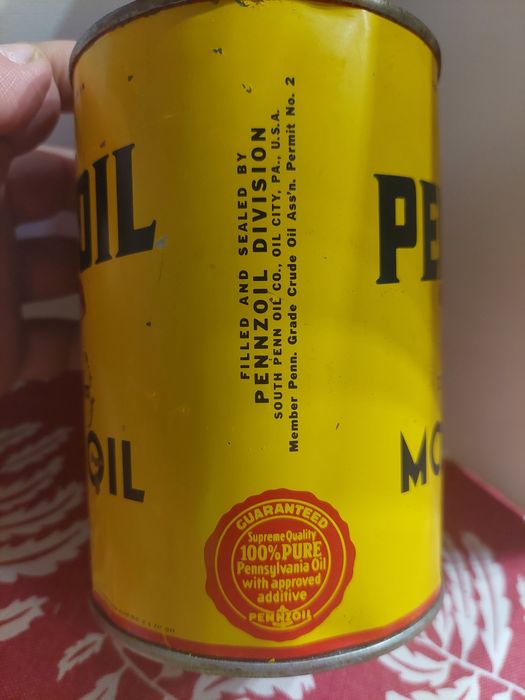 OIL
OIL
FILLED AND SEALED BY
PENNZOIL DIVISION
SOUTH PENN OIL CO., OIL CITY, PA., U.S.A.
Member Penn. Grade Crude Oil Ass'n. Permit No. 2
PE
MO
GUARANTEED
Supreme Quality
100% PURE
Pennsylvania Oil
with approved
additive
PENNZOIL